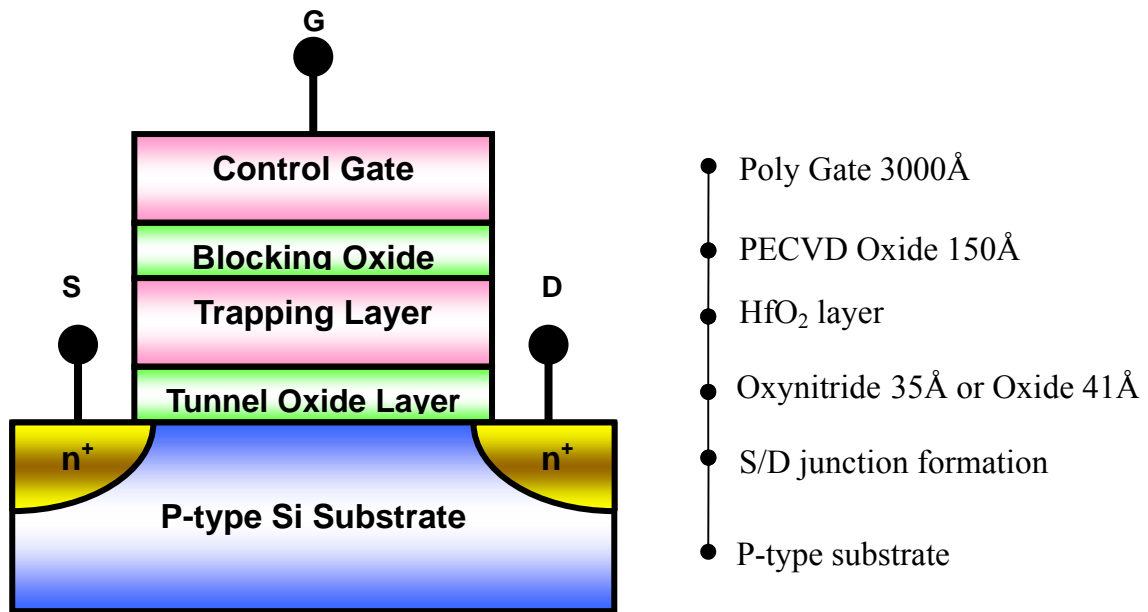 G
Control Gate
Blocking Oxide
Trapping Layer
Tunnel Oxide Layer
S
D
n+
n+
P-type Si Substrate
Poly Gate 3000Å
PECVD Oxide 150Å
HfO₂ layer
Oxynitride 35Å or Oxide 41Å
S/D junction formation
P-type substrate